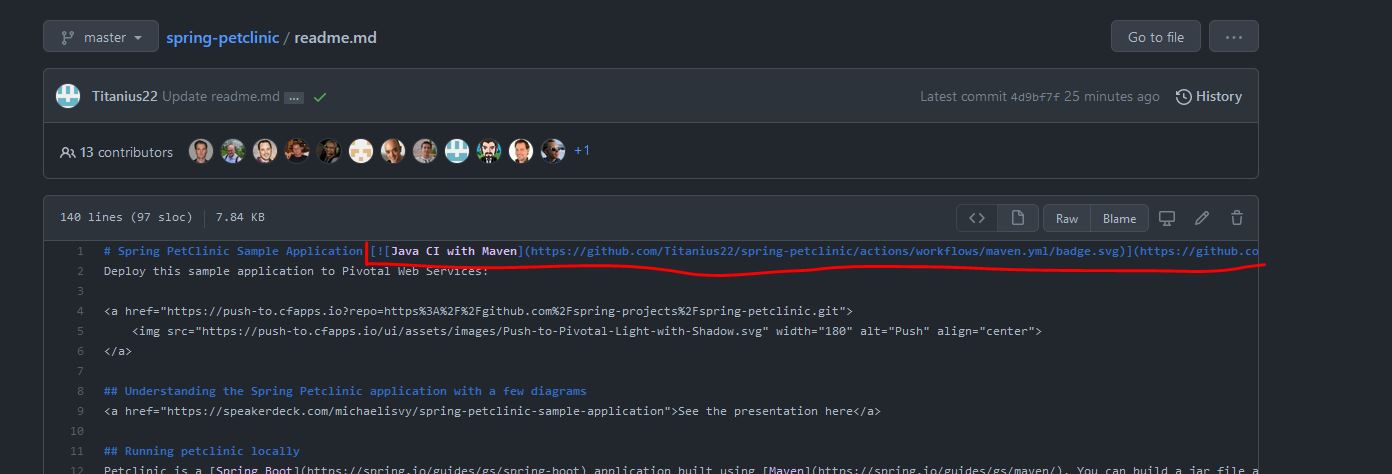 master spring-petclinic / readme.md Go to file ...
Titanius22 Update readme.md ... Latest commit 4d9bf7f 25 minutes ago History
13 contributors +1
140 lines (97 sloc) 7.84 KB <> Raw Blame
1 # Spring PetClinic Sample Application [![Java CI with Maven](https://github.com/Titanius22/spring-petclinic/actions/workflows/maven.yml/badge.svg)](https://github.co
2 Deploy this sample application to Pivotal Web Services:
3
4 <a href="https://push-to.cfapps.io?repo=https%3A%2F%2Fgithub.com%2Fspring-projects%2Fspring-petclinic.git">
5 <img src="https://push-to.cfapps.io/ui/assets/images/Push-to-Pivotal-Light-with-Shadow.svg" width="180" alt="Push" align="center">
6 </a>
7
8 ## Understanding the Spring Petclinic application with a few diagrams
9 <a href="https://speakerdeck.com/michaelisvy/spring-petclinic-sample-application">See the presentation here</a>
10
11 ## Running petclinic locally
12 Petclinic is a [Spring Boot](https://spring.io/guides/gs/spring-boot) application built using [Maven](https://spring.io/guides/gs/maven/). You can build a jar file a